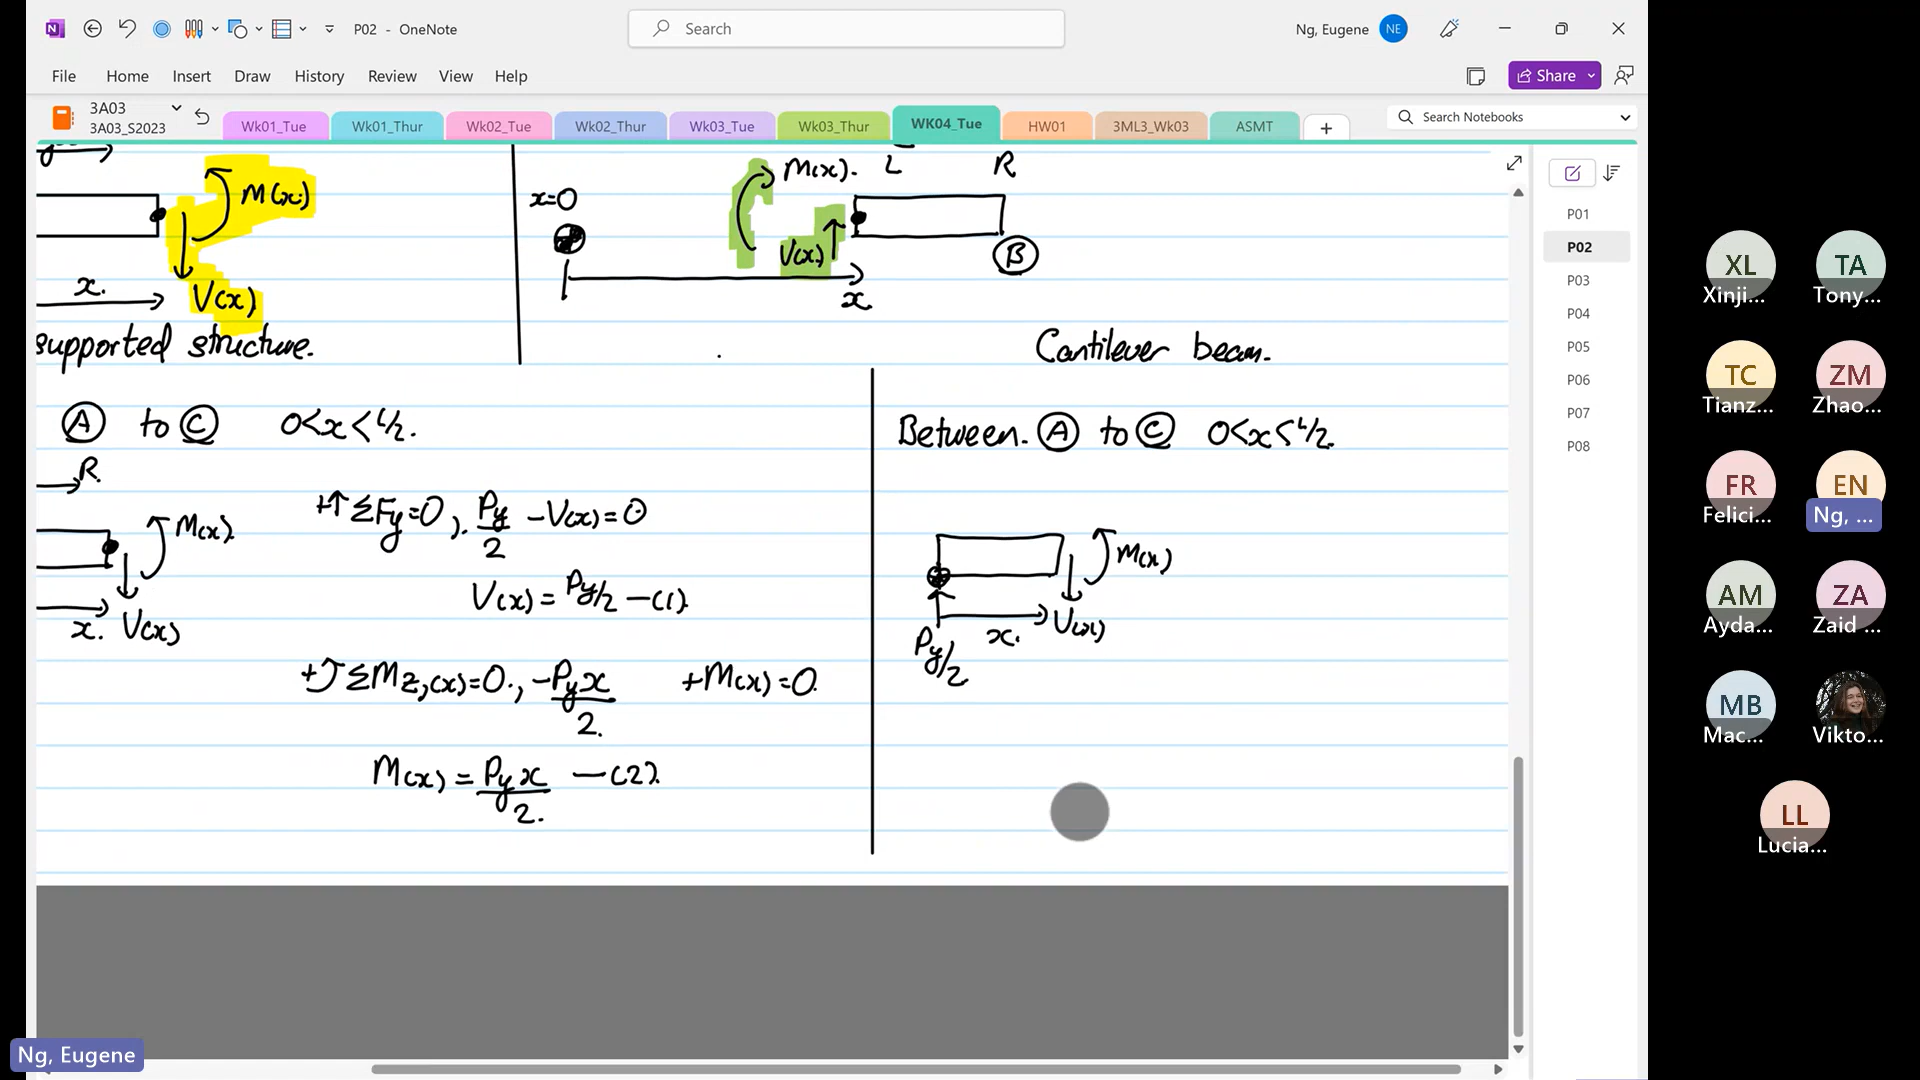 P02 - OneNote
Search
Ng, Eugene
NE
File
Home
Insert
Draw
History
Review
View
Help
Share
3A03
3A03_S2023
Wk01_Tue
Wk01_Thur
Wk02_Tue
Wk02_Thur
Wk03_Tue
Wk03_Thur
WK04_Tue
HW01
3ML3_Wk03
ASMT
+
Search Notebooks
M(x)
V(x)
x.
supported structure.
x=0
M(x).
L
R
V(x)
B
x
Cantilever beam.
A to C 0<x<L/2.
R.
M(x).
x. V(x)
+↑ΣFy=0, Py/2 -V(x)=0
V(x)=Py/2 -(1).
ΣMz,(x)=0., -Pyx/2. +M(x)=0.
M(x)=Pyx/2. -(2).
Between. A to C 0<x<L/2.
M(x)
x. V(x)
Py/2
P01
P02
P03
P04
P05
P06
P07
P08
XL
Xinji...
TA
Tony...
TC
Tianz...
ZM
Zhao...
FR
Felici...
EN
Ng, ...
AM
Ayda...
ZA
Zaid ...
MB
Mac...
Vikto...
LL
Lucia...
Ng, Eugene